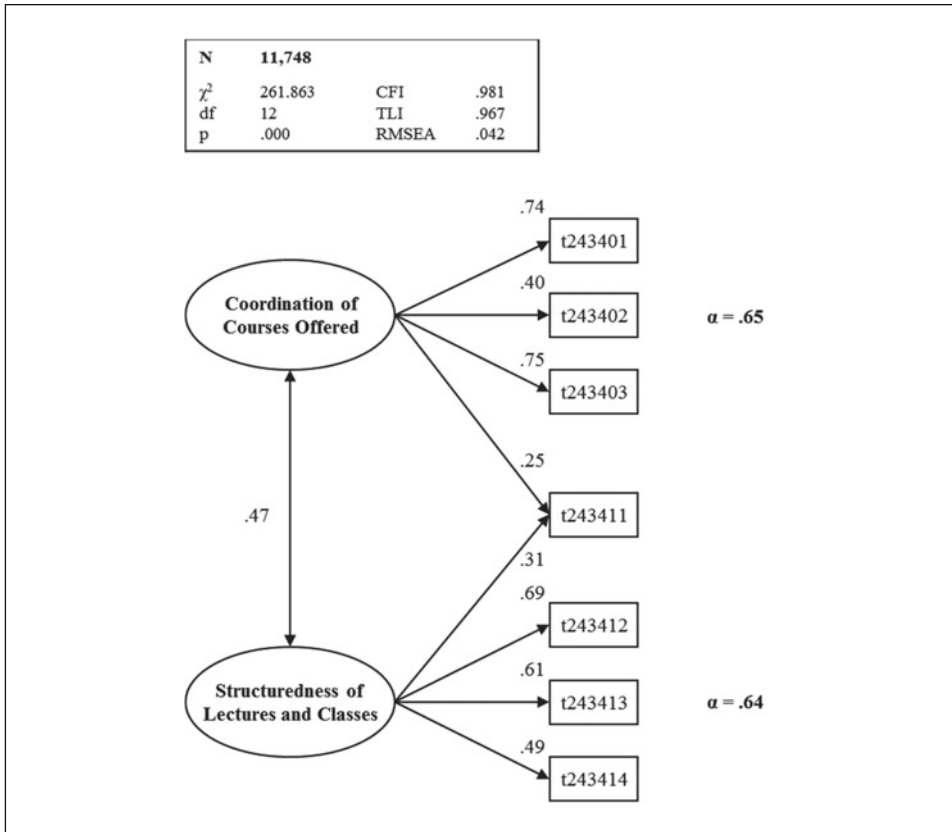 N 11,748
χ² 261.863 CFI .981
df 12 TLI .967
p .000 RMSEA .042
.74
t243401
Coordination of
Courses Offered
.40
t243402
α = .65
.75
t243403
.25
.47
t243411
.31
.69
t243412
Structuredness of
Lectures and Classes
.61
t243413
α = .64
.49
t243414